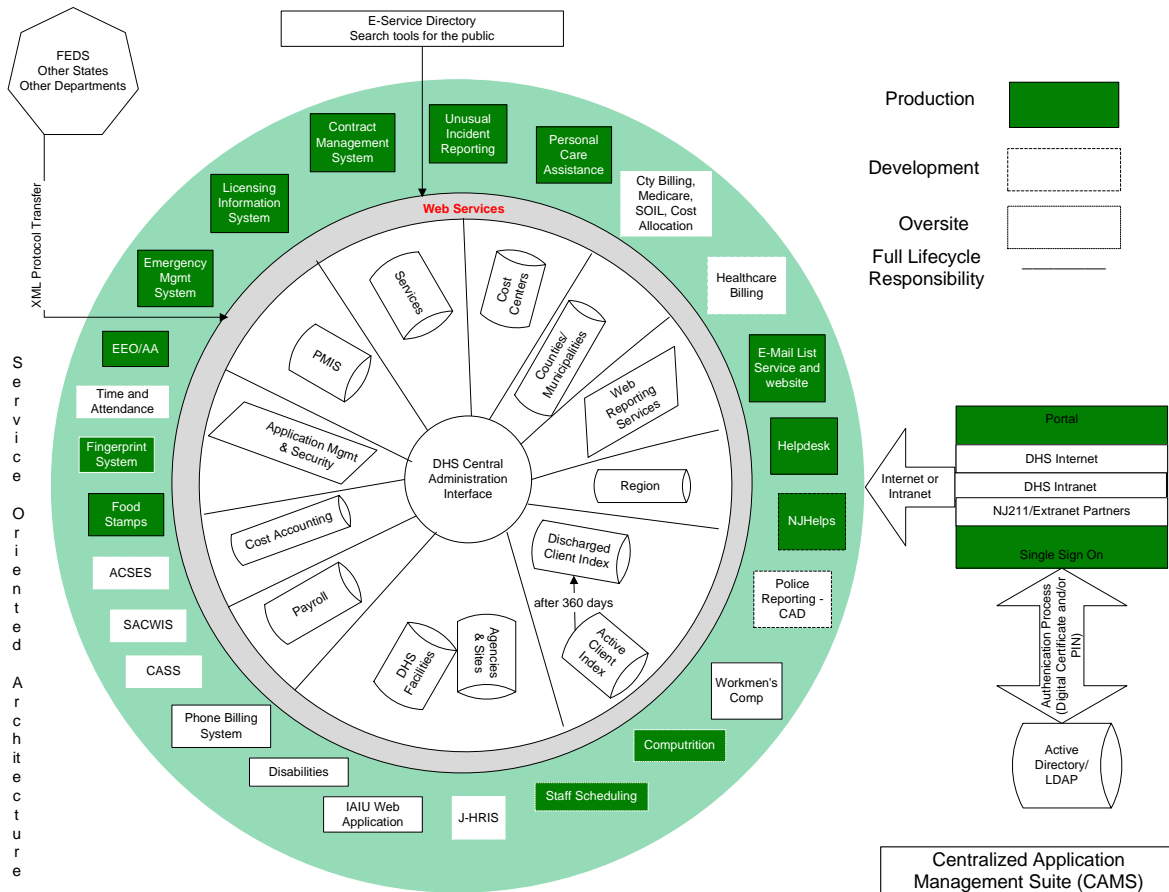 E-Service Directory
Search tools for the public
FEDS
Other States
Other Departments
XML Protocol Transfer
Production
Development
Oversite
Full Lifecycle
Responsibility
Contract
Management
System
Unusual
Incident
Reporting
Personal
Care
Assistance
Cty Billing,
Medicare,
SOIL, Cost
Allocation
Healthcare
Billing
E-Mail List
Service and
website
Helpdesk
NJHelps
Police
Reporting -
CAD
Workmen's
Comp
Computrition
Staff Scheduling
J-HRIS
IAIU Web
Application
Disabilities
Phone Billing
System
CASS
SACWIS
ACSES
Food
Stamps
Fingerprint
System
Time and
Attendance
EEO/AA
Emergency
Mgmt
System
Licensing
Information
System
Web Services
Services
Cost
Centers
Counties/
Municipalities
Web
Reporting
Services
Region
Discharged
Client Index
after 360 days
Active
Client
Index
Agencies
& Sites
DHS
Facilities
Payroll
Cost Accounting
Application Mgmt
& Security
PMIS
DHS Central
Administration
Interface
Internet or
Intranet
Portal
DHS Internet
DHS Intranet
NJ211/Extranet Partners
Single Sign On
Authentication Process
(Digital Certificate and/or
PIN)
Active
Directory/
LDAP
Service Oriented Architecture
Centralized Application
Management Suite (CAMS)